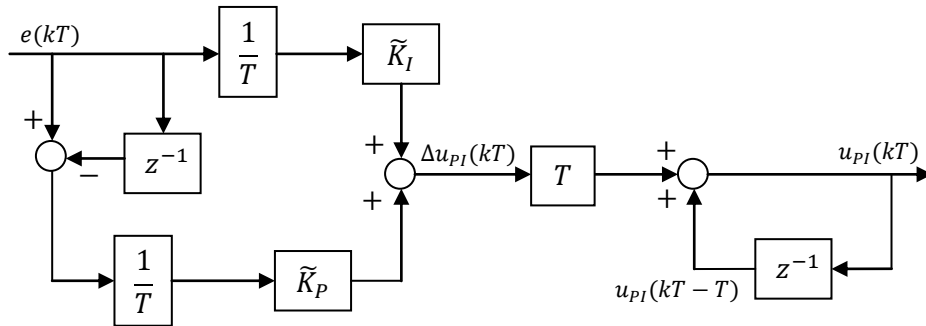 e(kT)
1/T
K̃_I
+
−
z⁻¹
+
+
Δu_PI(kT)
T
+
+
u_PI(kT)
1/T
K̃_P
u_PI(kT − T)
z⁻¹